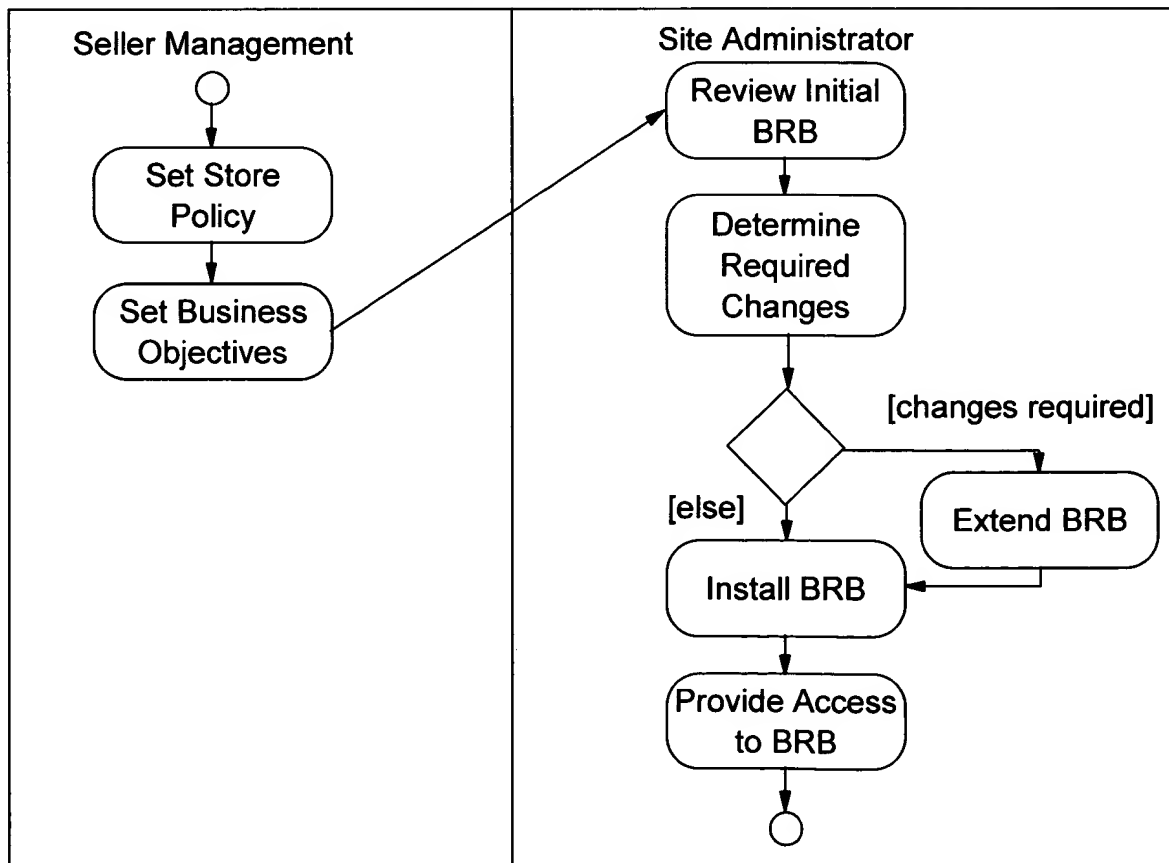 Seller Management
Set Store
Policy
Set Business
Objectives
Site Administrator
Review Initial
BRB
Determine
Required
Changes
[changes required]
[else]
Extend BRB
Install BRB
Provide Access
to BRB